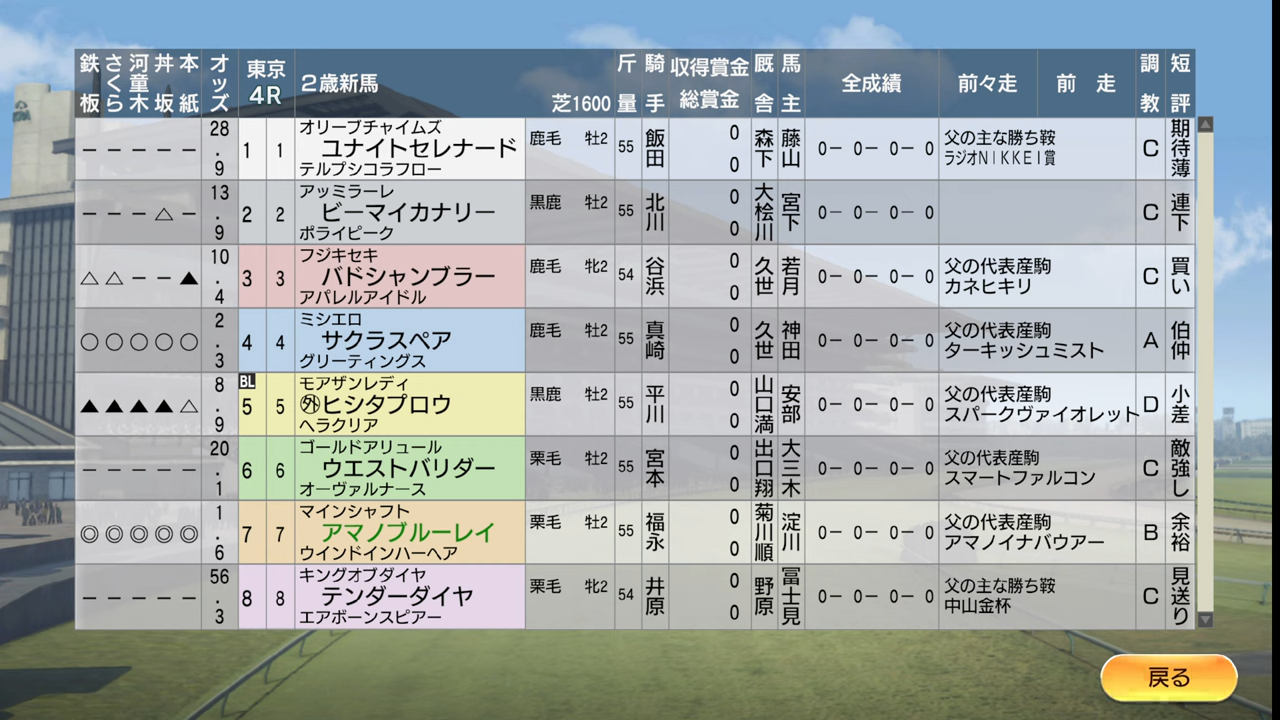 鉄板 さくら 河童木 丼坂 本紙 オッズ 東京 4R 2歳新馬 芝1600 斤量 騎手 収得賞金 総賞金 厩舎 馬主 全成績 前々走 前走 調教 短評
－ － － － － 28.9 1 1 オリーブチャイムズ 鹿毛 牡2 55 飯田 0 森下 藤山 0－ 0－ 0－ 0 父の主な勝ち鞍 C 期待薄
ユナイトセレナード ラジオNIKKEI賞
テルプシコラフロー 0
－ － － △ － 13.9 2 2 アッミラーレ 黒鹿 牡2 55 北川 0 大桧川 宮下 0－ 0－ 0－ 0 C 連下
ビーマイカナリー
ポライピーク 0
△ △ － － ▲ 10.4 3 3 フジキセキ 鹿毛 牝2 54 谷浜 0 久世 若月 0－ 0－ 0－ 0 父の代表産駒 C 買い
バドシャンブラー カネヒキリ
アパレルアイドル 0
○ ○ ○ ○ ○ 2.3 4 4 ミシエロ 鹿毛 牡2 55 真崎 0 久世 神田 0－ 0－ 0－ 0 父の代表産駒 A 伯仲
サクラスペア ターキッシュミスト
グリーティングス 0
▲ ▲ ▲ ▲ △ 8.9 BL 5 5 モアザンレディ 黒鹿 牡2 55 平川 0 山口満 安部 0－ 0－ 0－ 0 父の代表産駒 D 小差
㋕外ヒシタプロウ スパークヴァイオレット
ヘラクリア 0
－ － － － － 20.1 6 6 ゴールドアリュール 栗毛 牡2 55 宮本 0 出口翔 大三木 0－ 0－ 0－ 0 父の代表産駒 C 敵強し
ウエストバリダー スマートファルコン
オーヴァルナース 0
◎ ◎ ◎ ◎ ◎ 1.6 7 7 マインシャフト 栗毛 牡2 55 福永 0 菊川順 淀川 0－ 0－ 0－ 0 父の代表産駒 B 余裕
アマノブルーレイ アマノイナバウアー
ウインドインハーヘア 0
－ － － － － 56.3 8 8 キングオブダイヤ 栗毛 牝2 54 井原 0 野原 冨士見 0－ 0－ 0－ 0 父の主な勝ち鞍 C 見送り
テンダーダイヤ 中山金杯
エアボーンスピアー 0
戻る